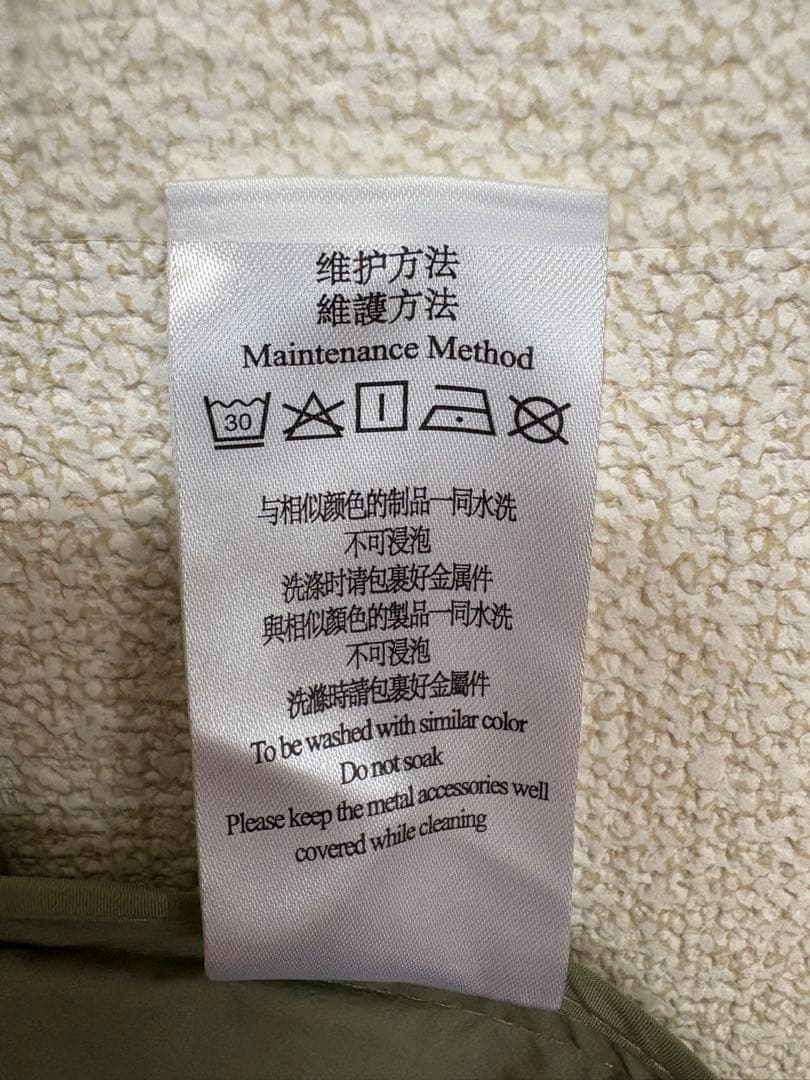 维护方法
維護方法
Maintenance Method
30
与相似颜色的制品一同水洗
不可浸泡
洗涤时请包裹好金属件
與相似顏色的製品一同水洗
不可浸泡
洗滌時請包裹好金屬件
To be washed with similar color
Do not soak
Please keep the metal accessories well
covered while cleaning